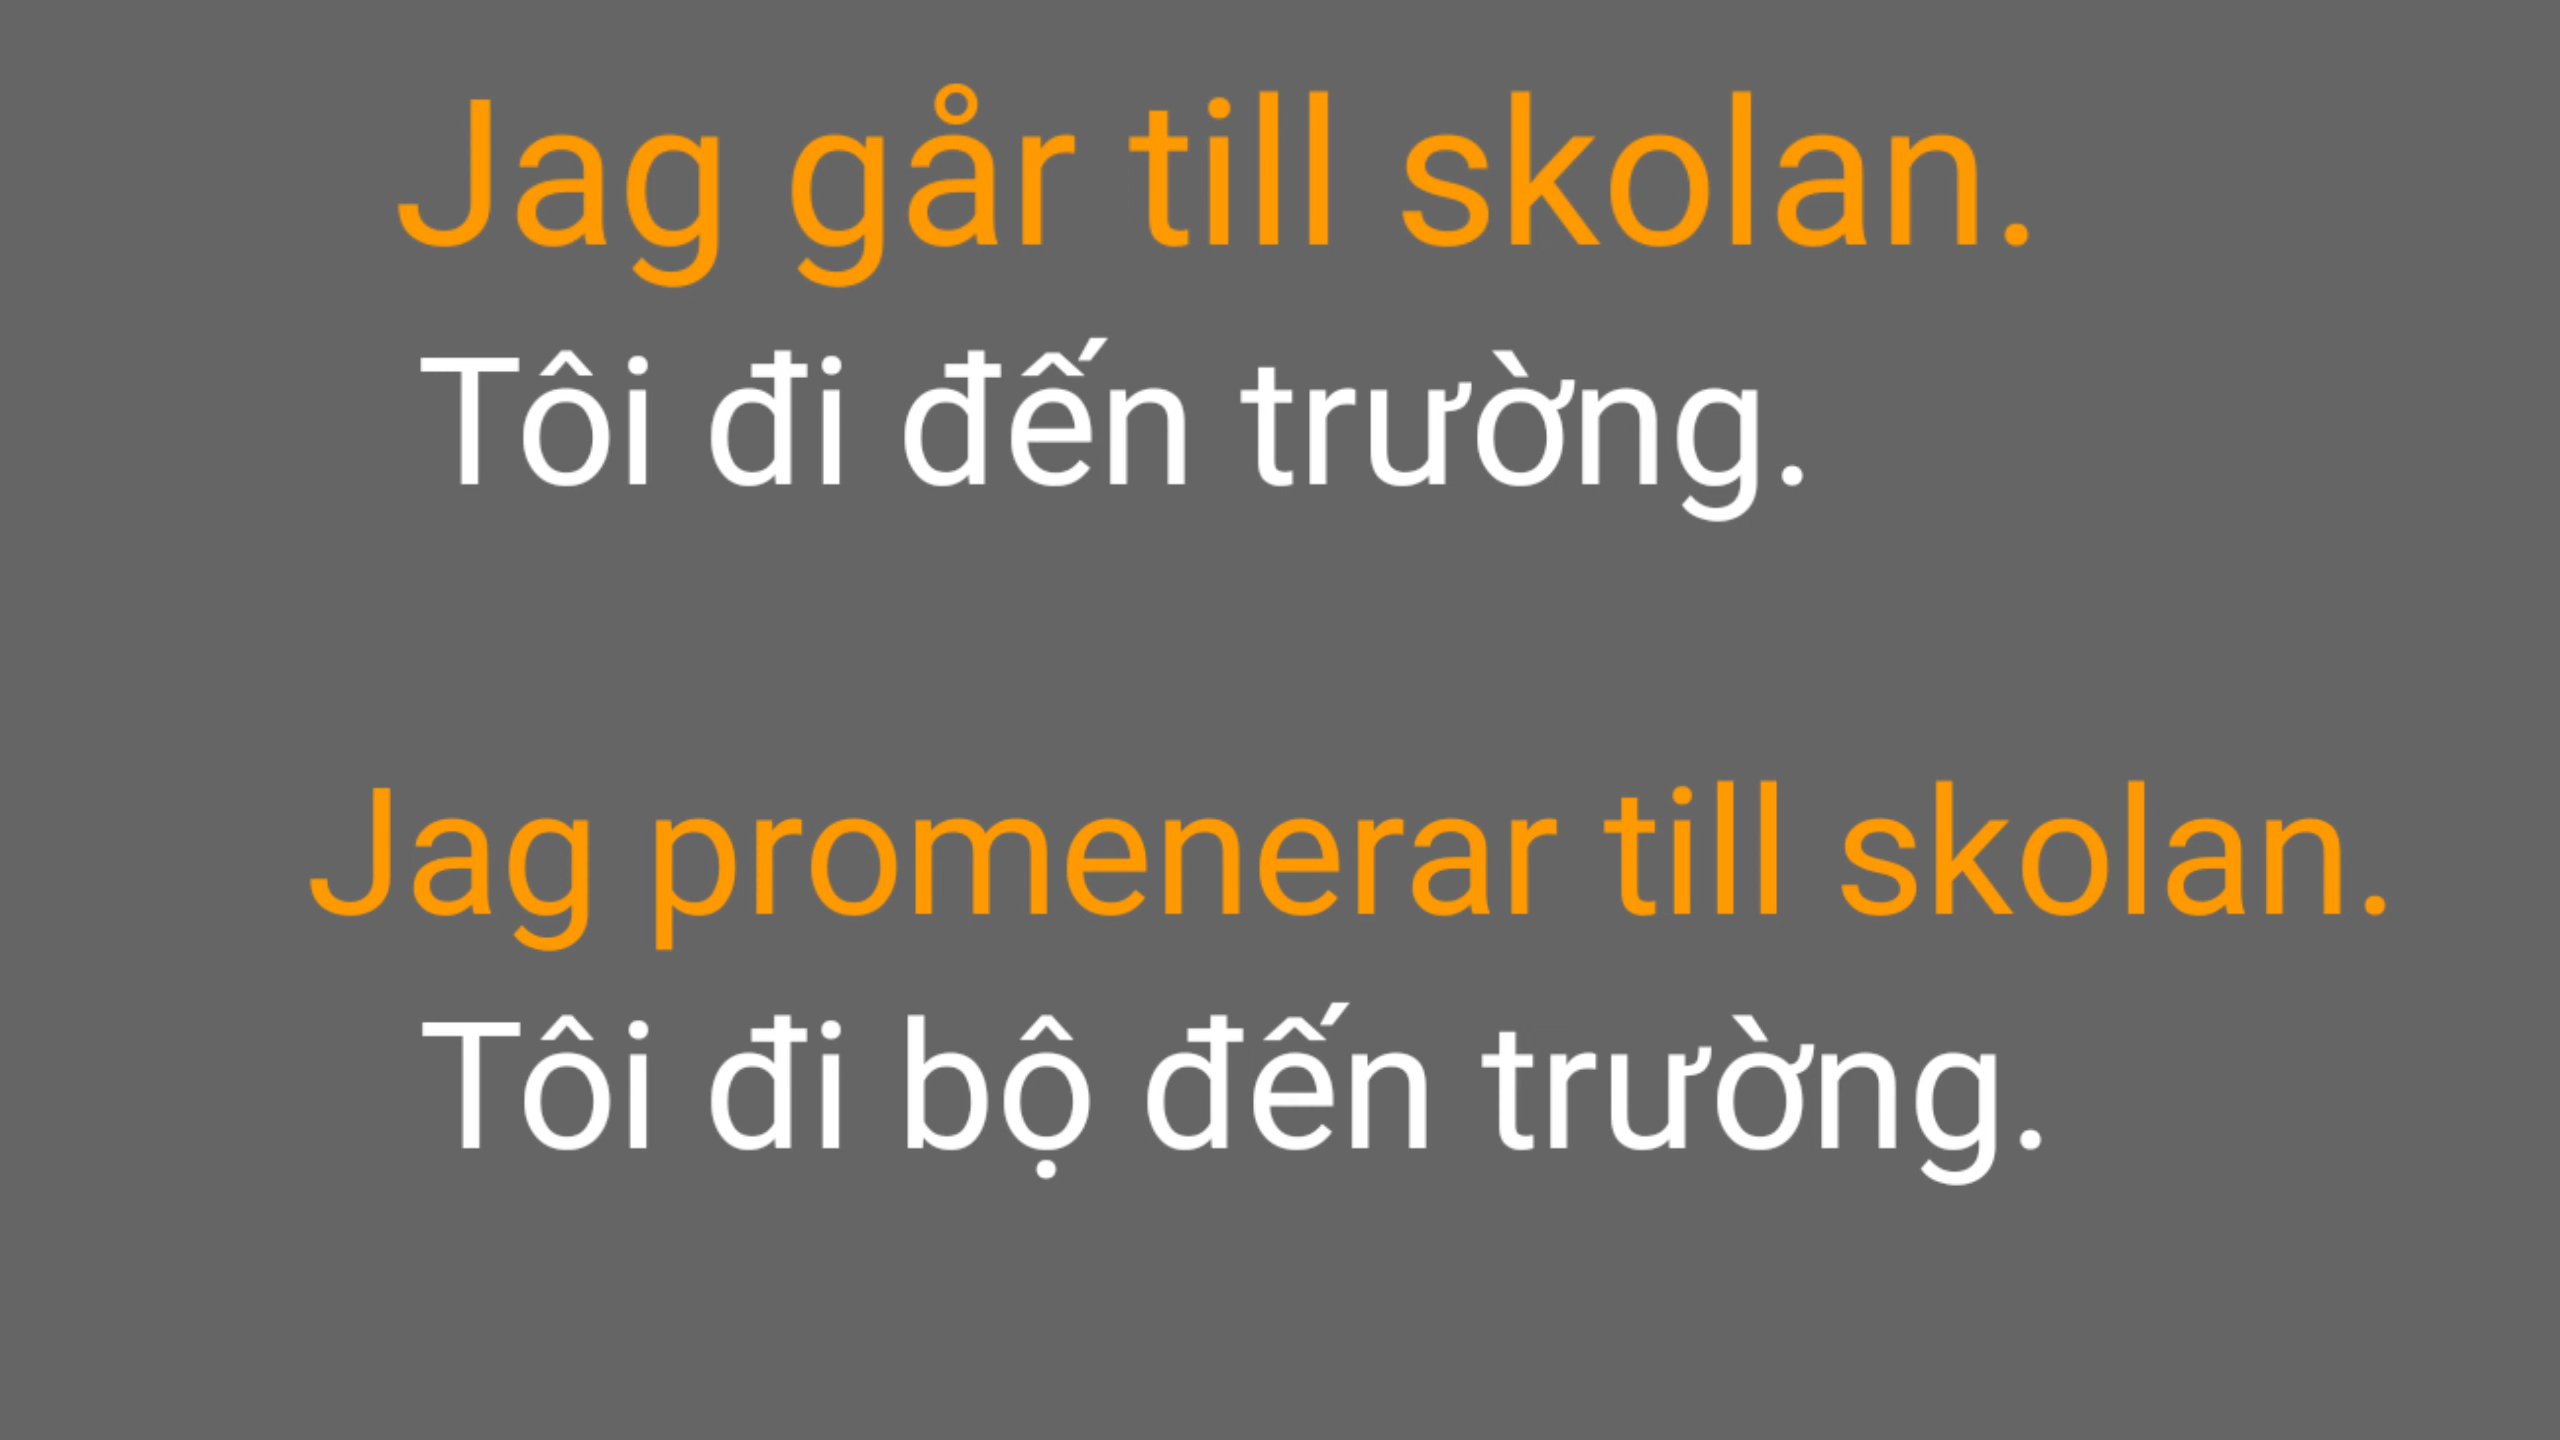 Jag går till skolan.
Tôi đi đến trường.
Jag promenerar till skolan.
Tôi đi bộ đến trường.